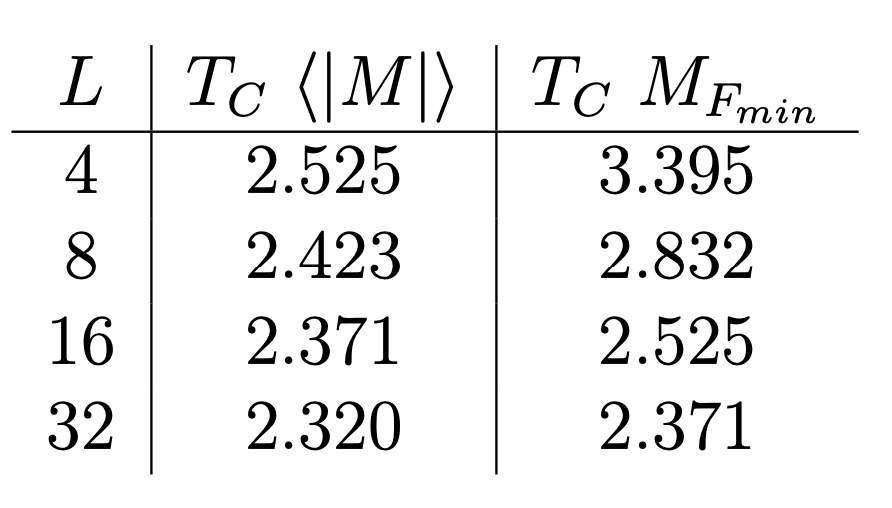 L T_C ⟨|M|⟩ T_C M_{F_{min}}
4 2.525 3.395
8 2.423 2.832
16 2.371 2.525
32 2.320 2.371